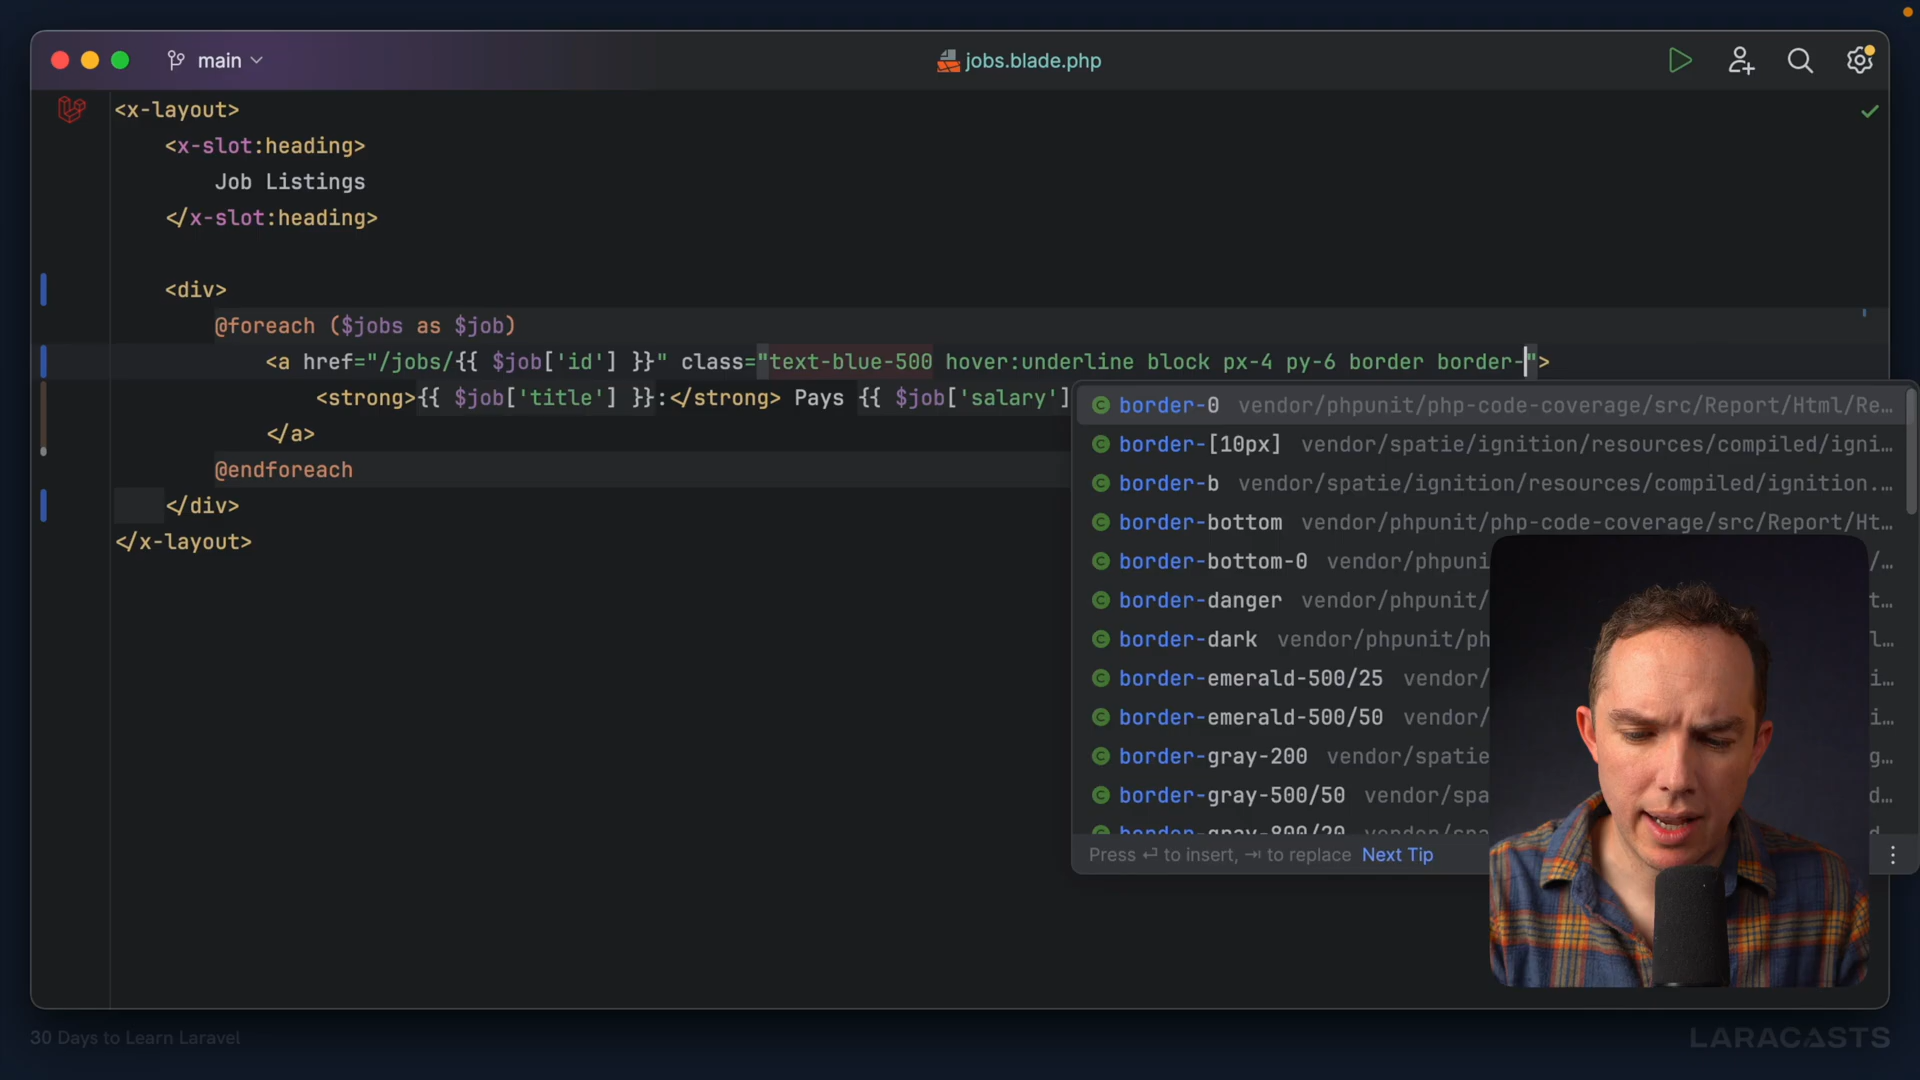 main
jobs.blade.php
<x-layout>
<x-slot:heading>
Job Listings
</x-slot:heading>
<div>
@foreach ($jobs as $job)
<a href="/jobs/{{ $job['id'] }}" class="text-blue-500 hover:underline block px-4 py-6 border border-">
<strong>{{ $job['title'] }}:</strong> Pays {{ $job['salary']
</a>
@endforeach
</div>
</x-layout>
border-0 vendor/phpunit/php-code-coverage/src/Report/Html/Re…
border-[10px] vendor/spatie/ignition/resources/compiled/igni…
border-b vendor/spatie/ignition/resources/compiled/ignition.…
border-bottom vendor/phpunit/php-code-coverage/src/Report/Ht…
border-bottom-0 vendor/phpuni /…
border-danger vendor/phpunit/ t…
border-dark vendor/phpunit/ph l…
border-emerald-500/25 vendor/ i…
border-emerald-500/50 vendor/ i…
border-gray-200 vendor/spatie g…
border-gray-500/50 vendor/spa d…
border-gray-800/20 vendor/spa d…
Press ⏎ to insert, ⇥ to replace Next Tip
30 Days to Learn Laravel
LARACASTS